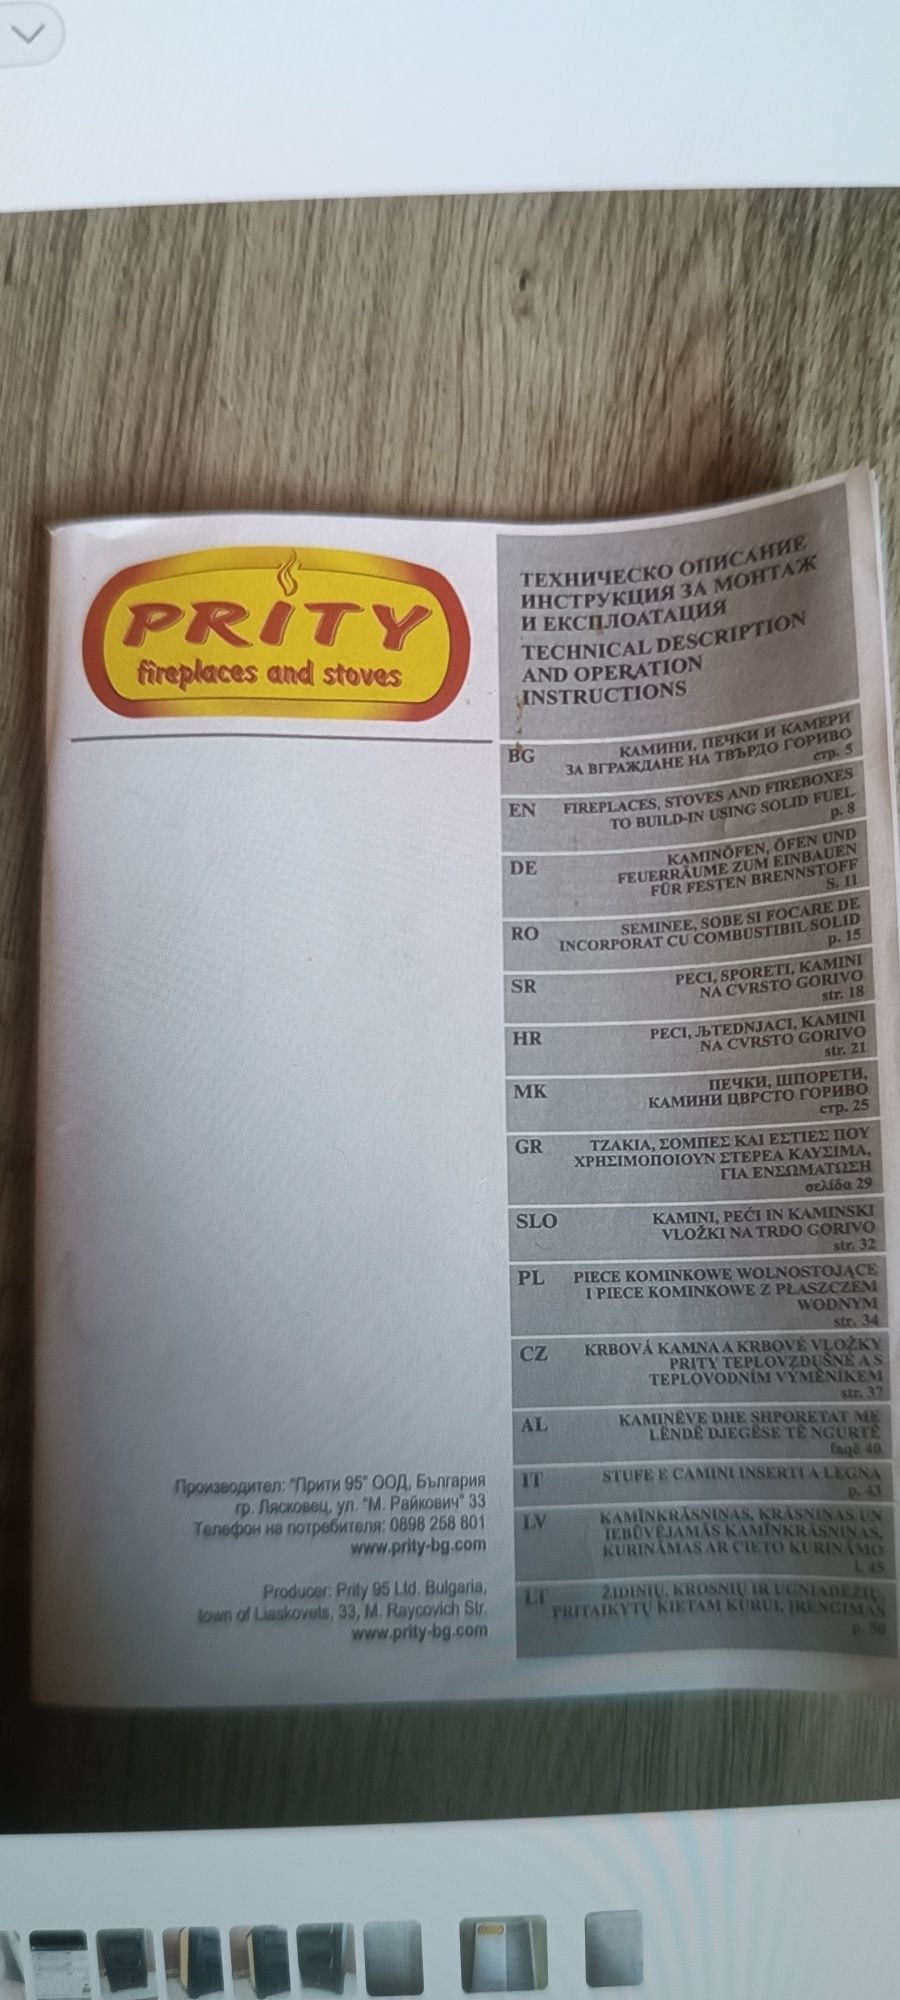 PRITY
fireplaces and stoves
ТЕХНИЧЕСКО ОПИСАНИЕ
ИНСТРУКЦИЯ ЗА МОНТАЖ
И ЕКСПЛОАТАЦИЯ
TECHNICAL DESCRIPTION
AND OPERATION
INSTRUCTIONS
BG КАМИНИ, ПЕЧКИ И КАМЕРИ
ЗА ВГРАЖДАНЕ НА ТВЪРДО ГОРИВО
стр. 5
EN FIREPLACES, STOVES AND FIREBOXES
TO BUILD-IN USING SOLID FUEL
p. 8
DE KAMINÖFEN, ÖFEN UND
FEUERRÄUME ZUM EINBAUEN
FÜR FESTEN BRENNSTOFF
S. 11
RO SEMINEE, SOBE SI FOCARE DE
INCORPORAT CU COMBUSTIBIL SOLID
p. 15
SR PECI, SPORETI, KAMINI
NA CVRSTO GORIVO
str. 18
HR PECI, ЉTEDNJACI, KAMINI
NA CVRSTO GORIVO
str. 21
MK ПЕЧКИ, ШПОРЕТИ,
КАМИНИ ЦВРСТО ГОРИВО
стр. 25
GR ΤΖΑΚΙΑ, ΣΟΜΠΕΣ ΚΑΙ ΕΣΤΙΕΣ ΠΟΥ
ΧΡΗΣΙΜΟΠΟΙΟΥΝ ΣΤΕΡΕΑ ΚΑΥΣΙΜΑ,
ΓΙΑ ΕΝΣΩΜΑΤΩΣΗ
σελίδα 29
SLO KAMINI, PEĆI IN KAMINSKI
VLOŽKI NA TRDO GORIVO
str. 32
PL PIECE KOMINKOWE WOLNOSTOJĄCE
I PIECE KOMINKOWE Z PŁASZCZEM
WODNYM
str. 34
CZ KRBOVÁ KAMNA A KRBOVÉ VLOŽKY
PRITY TEPLOVZDUŠNÉ A S
TEPLOVODNÍM VÝMĚNÍKEM
str. 37
AL KAMINËVE DHE SHPORETAT ME
LËNDË DJEGËSE TË NGURTË
faqë 40
IT STUFE E CAMINI INSERTI A LEGNA
p. 43
LV KAMĪNKRĀSNIŅAS, KRĀSNIŅAS UN
IEBŪVĒJAMĀS KAMĪNKRĀSNIŅAS,
KURINĀMAS AR CIETO KURINĀMO
l. 45
LT ŽIDINIŲ, KROSNIŲ IR UGNIADĖŽIŲ,
PRITAIKYTŲ KIETAM KURUI, ĮRENGIMAS
p. 50
Производител: "Прити 95" ООД, България
гр. Лясковец, ул. "М. Райкович" 33
Телефон на потребителя: 0898 258 801
www.prity-bg.com
Producer: Prity 95 Ltd. Bulgaria,
town of Liaskovets, 33, M. Raycovich Str.
www.prity-bg.com